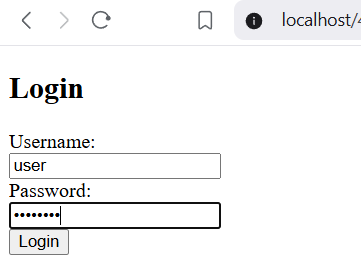 localhost/4
Login
Username:
user
Password:
••••••••
Login